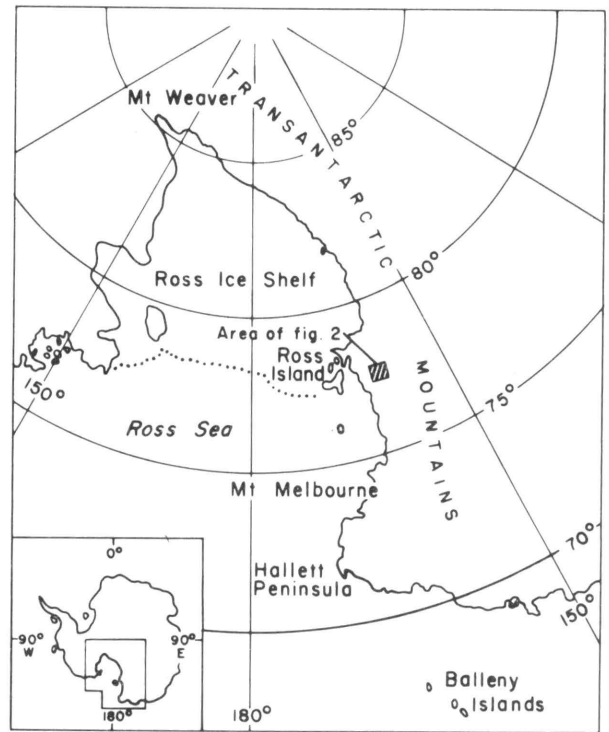 TRANSANTARCTIC
Mt Weaver
85°
80°
Ross Ice Shelf
Area of fig. 2
Ross
Island
150°
MOUNTAINS
75°
Ross Sea
Mt Melbourne
70°
0°
Hallett
Peninsula
150°
90°
W
90°
E
Balleny
Islands
180°
180°